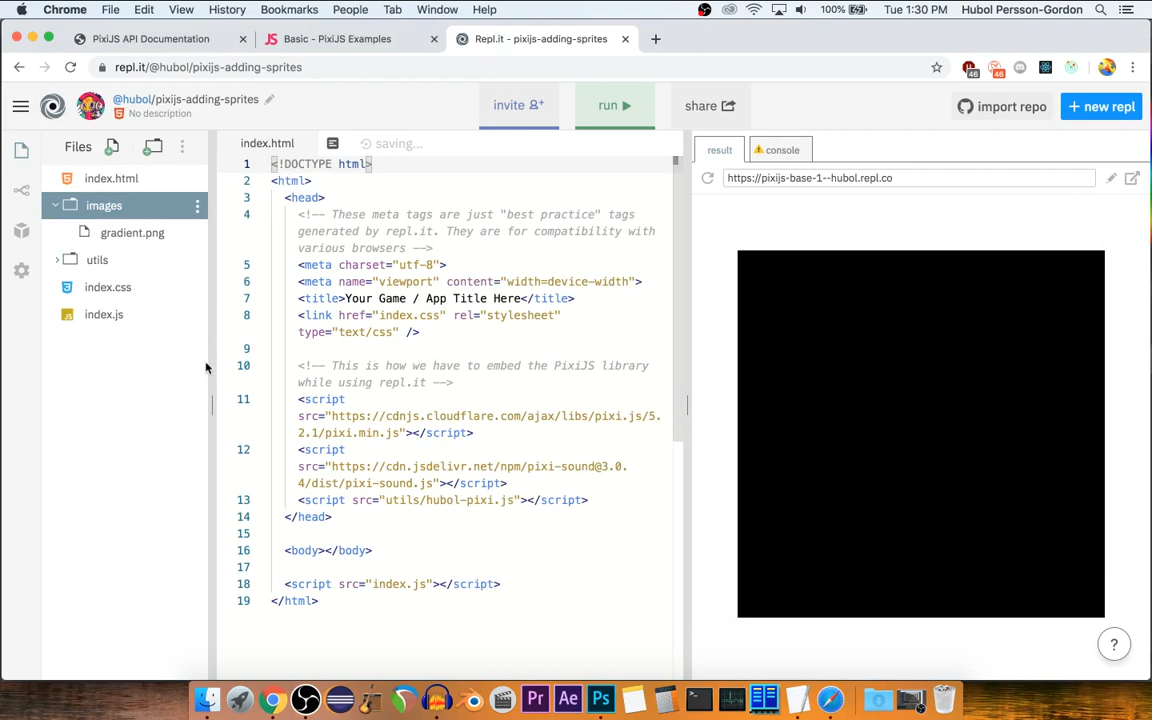 Chrome File Edit View History Bookmarks People Tab Window Help 100% Tue 1:30 PM Hubol Persson-Gordon
PixiJS API Documentation Basic - PixiJS Examples Repl.it - pixijs-adding-sprites
repl.it/@hubol/pixijs-adding-sprites 46 46
@hubol/pixijs-adding-sprites
No description
invite run share import repo + new repl
Files
index.html saving...
result console
https://pixijs-base-1--hubol.repl.co
index.html
images
gradient.png
utils
index.css
index.js
1 <!DOCTYPE html>
2 <html>
3 <head>
4 <!-- These meta tags are just "best practice" tags
generated by repl.it. They are for compatibility with
various browsers -->
5 <meta charset="utf-8">
6 <meta name="viewport" content="width=device-width">
7 <title>Your Game / App Title Here</title>
8 <link href="index.css" rel="stylesheet"
type="text/css" />
9
10 <!-- This is how we have to embed the PixiJS library
while using repl.it -->
11 <script
src="https://cdnjs.cloudflare.com/ajax/libs/pixi.js/5.
2.1/pixi.min.js"></script>
12 <script
src="https://cdn.jsdelivr.net/npm/pixi-sound@3.0.
4/dist/pixi-sound.js"></script>
13 <script src="utils/hubol-pixi.js"></script>
14 </head>
15
16 <body></body>
17
18 <script src="index.js"></script>
19 </html>
?
Pr Ae Ps